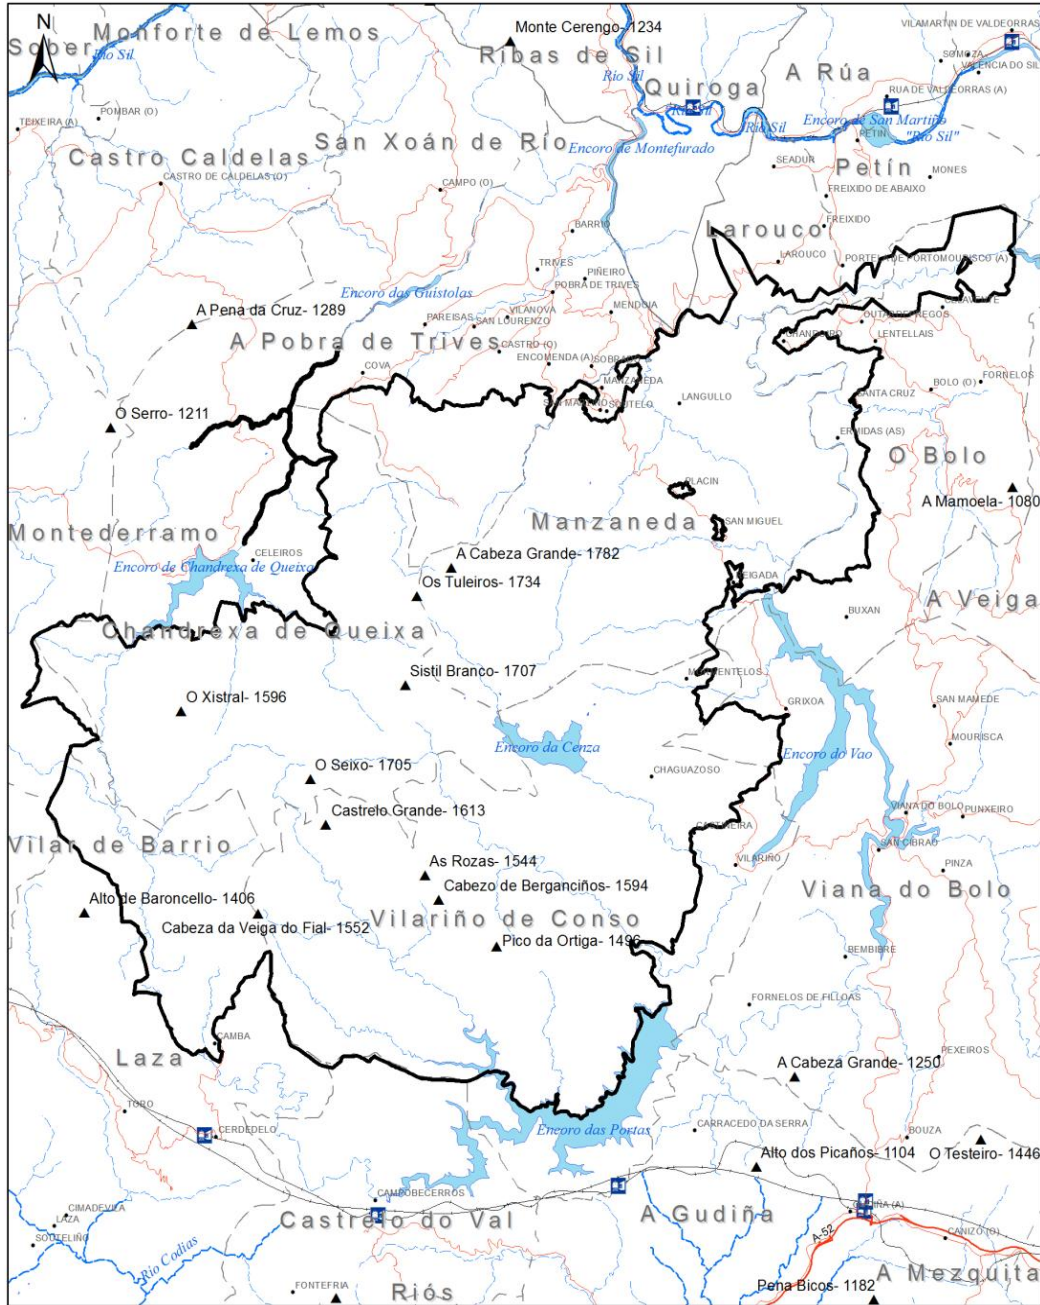 N
Monforte de Lemos
Sober
Río Sil
Monte Cerengo- 1234
Ribas de Sil
Río Sil
VILAMARTIN DE VALDEORRAS
SOMOZA
VALENCIA DO SIL
A Rúa
Quiroga
RUA DE VALDEORRAS (A)
Encoro de San Martiño
"Río Sil"
Río Sil
PETIN
TEIXEIRA (A)
POMBAR (O)
San Xoán de Río
Encoro de Montefurado
Castro Caldelas
CASTRO DE CALDELAS (O)
CAMPO (O)
SEADUR
Petín
MONES
FREIXIDO DE ABAIXO
FREIXIDO
BARRIO
Larouco
LAROUCO
PORTELA DE PORTOMOURISCO (A)
TRIVES
PIÑEIRO
POBRA DE TRIVES
Encoro das Guístolas
MENDOIA
A Pena da Cruz- 1289
PAREISAS
VILANOVA
SAN LOURENZO
A Pobra de Trives
CASTRO (O)
ENCOMENDA (A)
LENTELLAIS
COVA
MANZANEDA
LANGULLO
BOLO (O)
FORNELOS
SANTA CRUZ
O Serro- 1211
ERMIDAS (AS)
O Bolo
A Mamoela- 1080
PLACIN
Manzaneda
SAN MIGUEL
Montederramo
CELEIROS
Encoro de Chandrexa de Queixa
A Cabeza Grande- 1782
Os Tuleiros- 1734
A Veiga
BUXAN
Chandrexa de Queixa
Sistil Branco- 1707
O Xistral- 1596
GRIXOA
SAN MAMEDE
MOURISCA
Encoro da Cenza
Encoro do Vao
O Seixo- 1705
CHAGUAZOSO
Castrelo Grande- 1613
VIANA DO BOLO
PUNXEIRO
Vilar de Barrio
SAN CIBRAO
PINZA
VILARIÑO
As Rozas- 1544
Cabezo de Berganciños- 1594
Viana do Bolo
Alto de Baroncello- 1406
Cabeza da Veiga do Fial- 1552
Vilariño de Conso
Pico da Ortiga- 1496
BEMBIBRE
FORNELOS DE FILLOAS
CAMBA
Laza
PEXEIROS
A Cabeza Grande- 1250
TORO
CERDEDELO
Encoro das Portas
CARRACEDO DA SERRA
BOUZA
O Testeiro- 1446
Alto dos Picaños- 1104
CIMADEVILA
LAZA
SOUTELIÑO
CAMPOBECERROS
Castrelo do Val
A Gudiña
A-52
CANIZO (O)
Río Codias
A Mezquita
FONTEFRIA
Riós
Pena Bicos- 1182